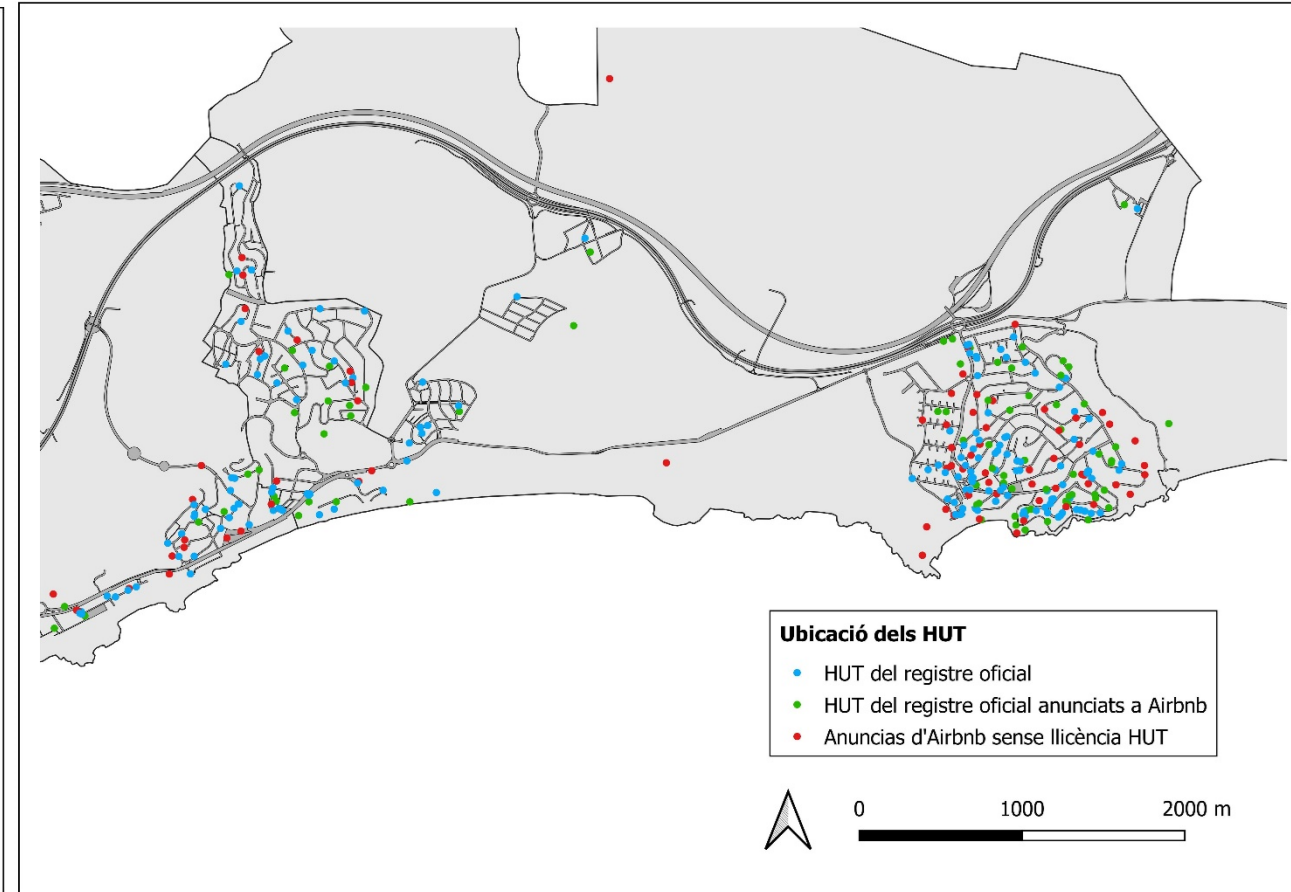 Ubicació dels HUT
HUT del registre oficial
HUT del registre oficial anunciats a Airbnb
Anuncias d'Airbnb sense llicència HUT
0 1000 2000 m